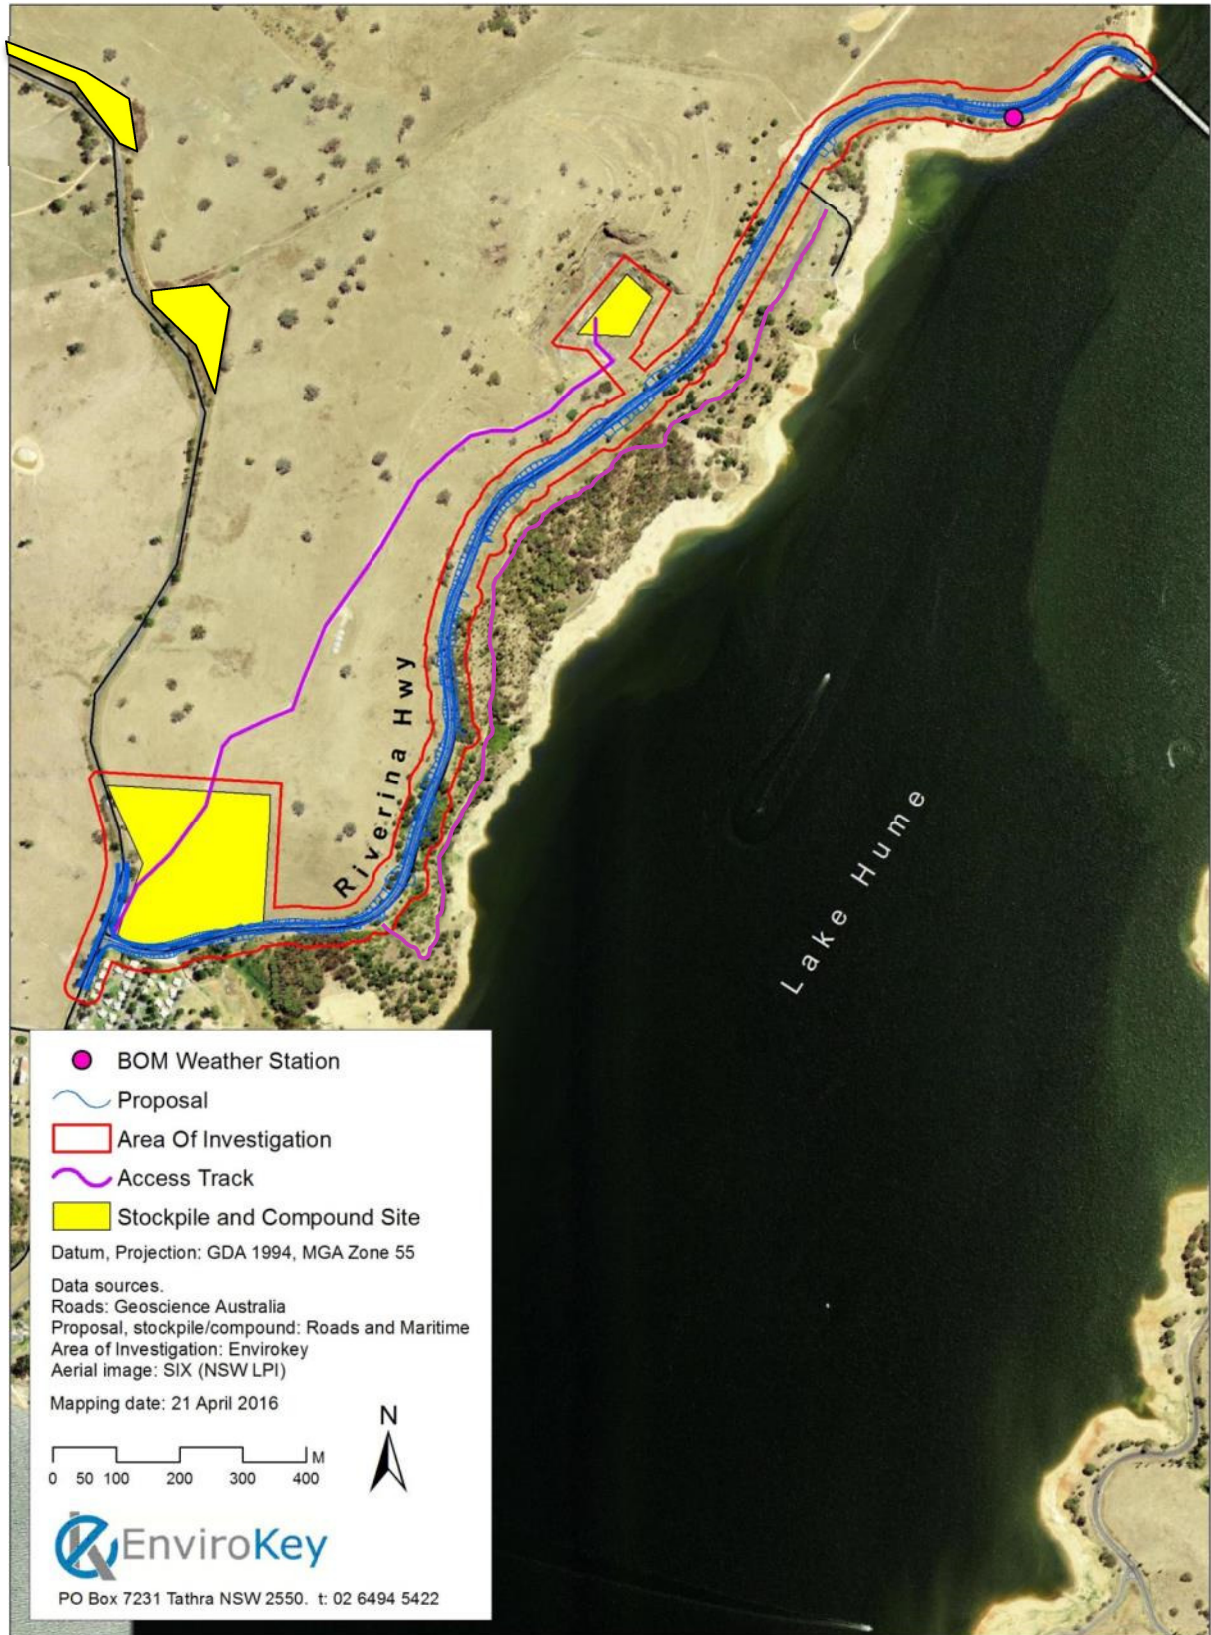 Riverina Hwy
Lake Hume
BOM Weather Station
Proposal
Area Of Investigation
Access Track
Stockpile and Compound Site
Datum, Projection: GDA 1994, MGA Zone 55
Data sources.
Roads: Geoscience Australia
Proposal, stockpile/compound: Roads and Maritime
Area of Investigation: Envirokey
Aerial image: SIX (NSW LPI)
Mapping date: 21 April 2016
N
M
0 50 100 200 300 400
EnviroKey
PO Box 7231 Tathra NSW 2550. t: 02 6494 5422